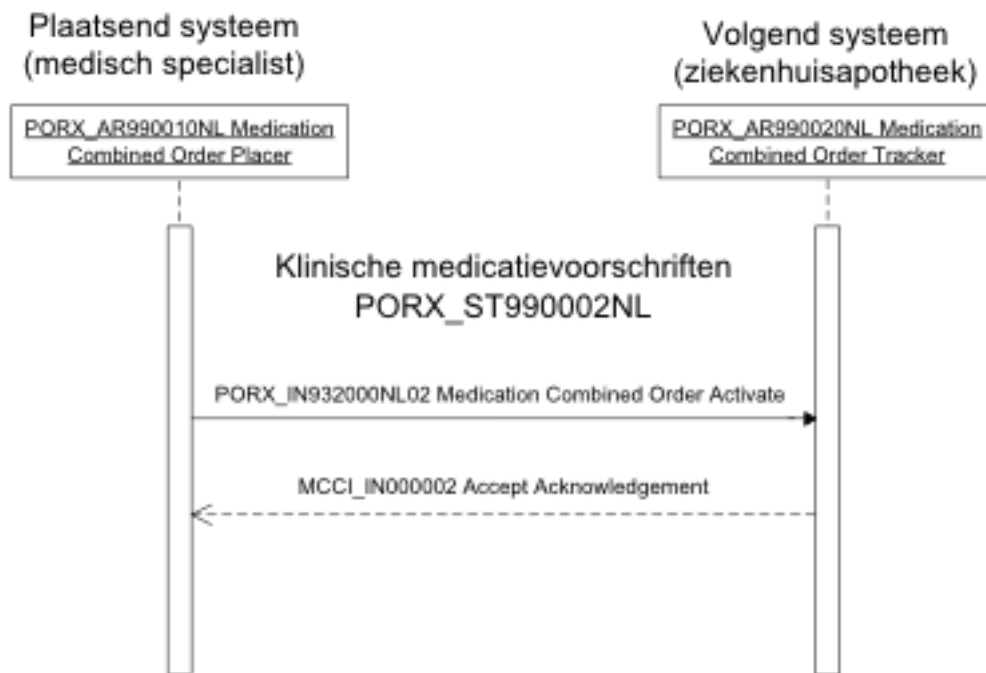 Plaatsend systeem
(medisch specialist)
Volgend systeem
(ziekenhuisapotheek)
PORX_AR990010NL Medication
Combined Order Placer
PORX_AR990020NL Medication
Combined Order Tracker
Klinische medicatievoorschriften
PORX_ST990002NL
PORX_IN932000NL02 Medication Combined Order Activate
MCCI_IN000002 Accept Acknowledgement